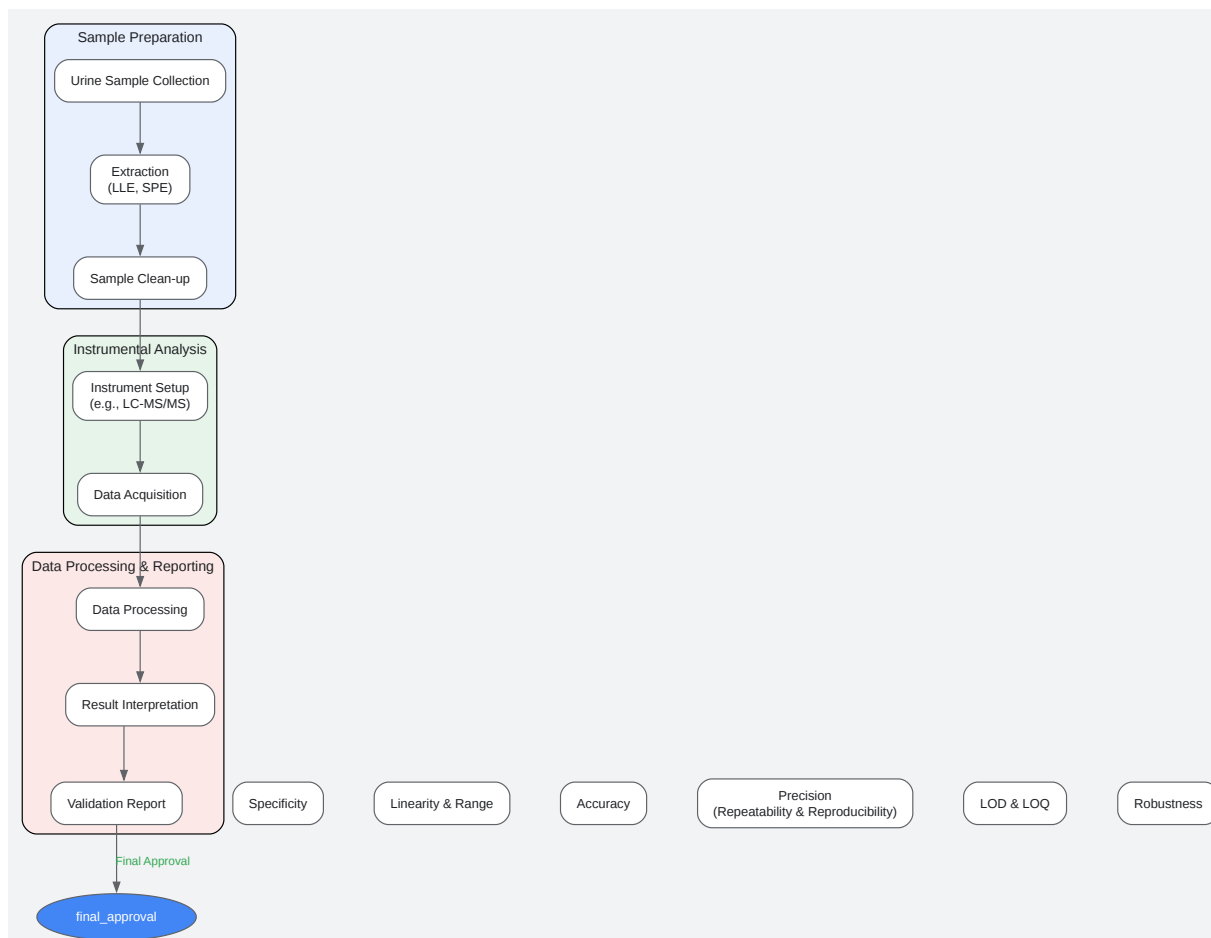 Sample Preparation
Urine Sample Collection
Extraction
(LLE, SPE)
Sample Clean-up
Instrumental Analysis
Instrument Setup
(e.g., LC-MS/MS)
Data Acquisition
Data Processing & Reporting
Data Processing
Result Interpretation
Validation Report
Specificity
Linearity & Range
Accuracy
Precision
(Repeatability & Reproducibility)
LOD & LOQ
Robustness
Final Approval
final_approval